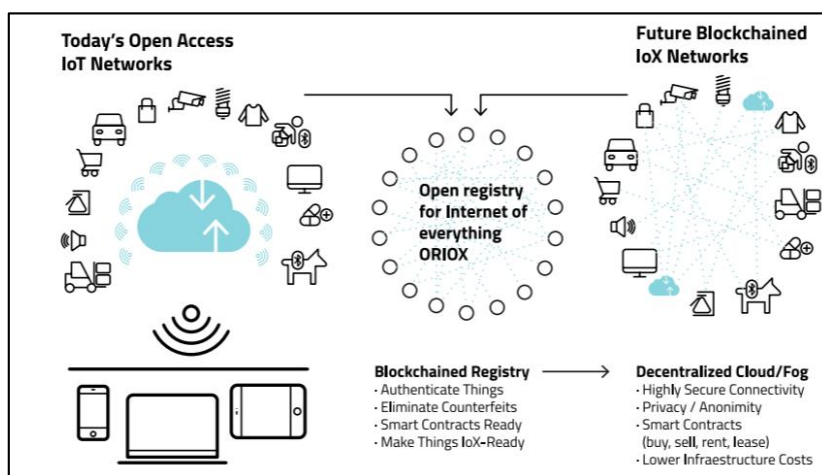 Today's Open Access
IoT Networks
Future Blockchained
IoX Networks
Open registry
for Internet of
everything
ORIOX
Blockchained Registry
· Authenticate Things
· Eliminate Counterfeits
· Smart Contracts Ready
· Make Things IoX-Ready
Decentralized Cloud/Fog
· Highly Secure Connectivity
· Privacy / Anonimity
· Smart Contracts
(buy, sell, rent, lease)
· Lower Infraestructure Costs